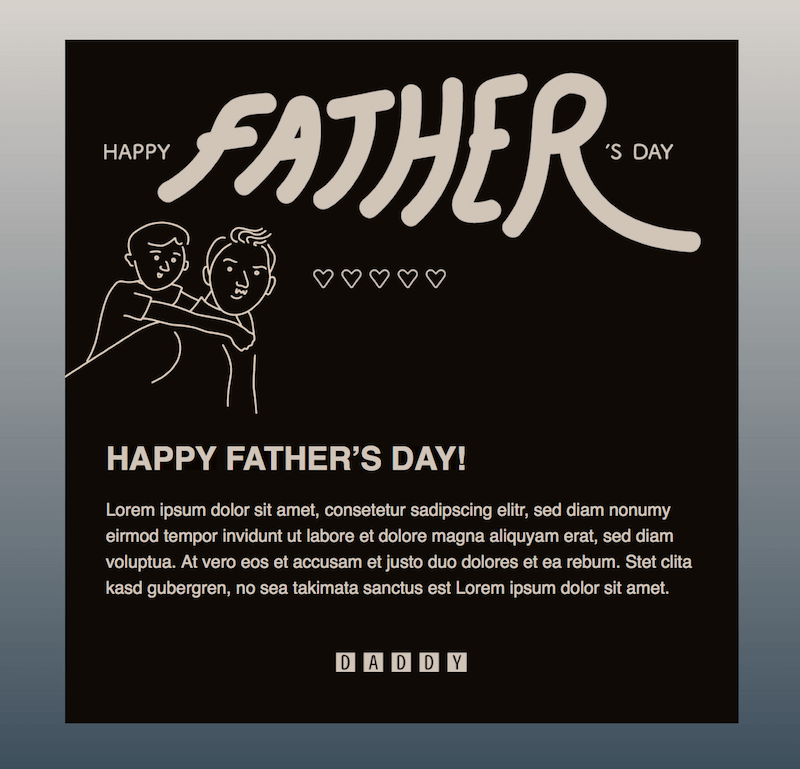 HAPPY FATHER´S DAY
HAPPY FATHER’S DAY!
Lorem ipsum dolor sit amet, consetetur sadipscing elitr, sed diam nonumy
eirmod tempor invidunt ut labore et dolore magna aliquyam erat, sed diam
voluptua. At vero eos et accusam et justo duo dolores et ea rebum. Stet clita
kasd gubergren, no sea takimata sanctus est Lorem ipsum dolor sit amet.
DADDY